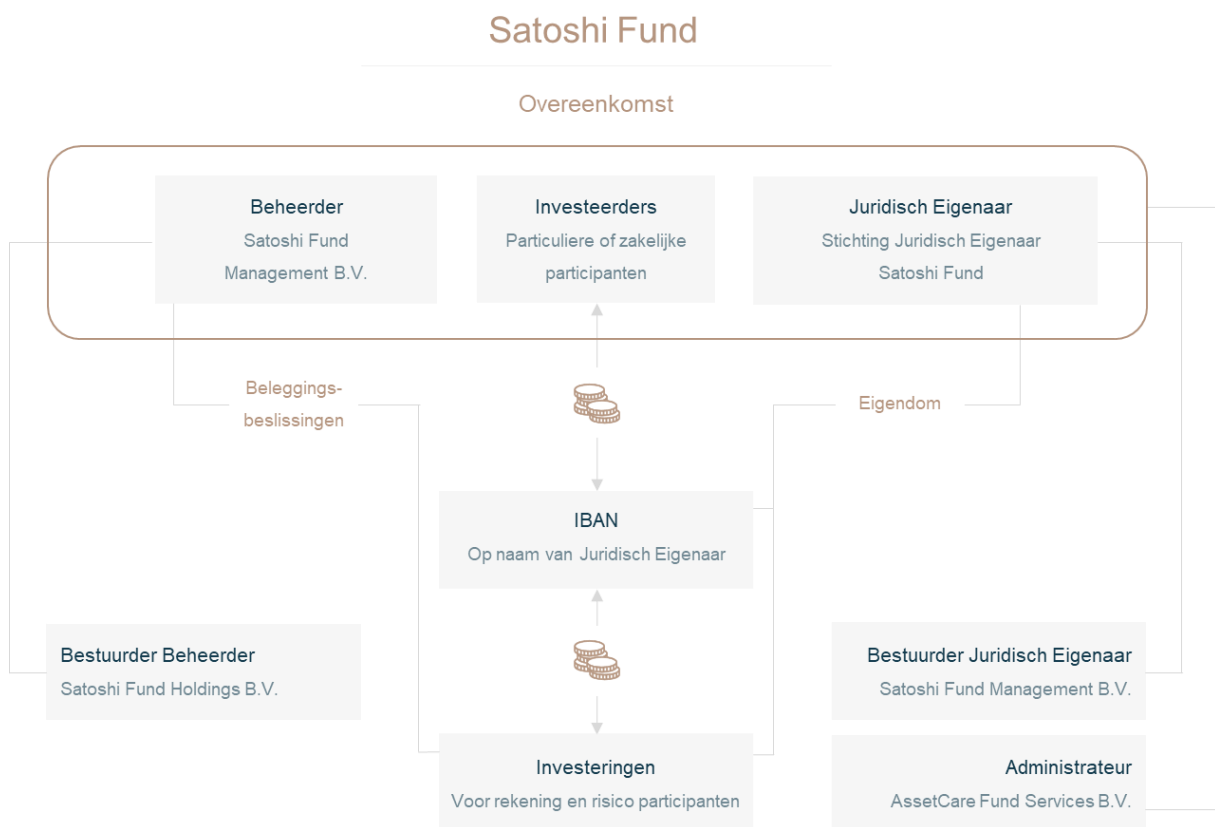 Satoshi Fund
Overeenkomst
Beheerder
Satoshi Fund
Management B.V.
Investeerders
Particuliere of zakelijke
participanten
Juridisch Eigenaar
Stichting Juridisch Eigenaar
Satoshi Fund
Beleggings-
beslissingen
Eigendom
IBAN
Op naam van Juridisch Eigenaar
Bestuurder Beheerder
Satoshi Fund Holdings B.V.
Bestuurder Juridisch Eigenaar
Satoshi Fund Management B.V.
Investeringen
Voor rekening en risico participanten
Administrateur
AssetCare Fund Services B.V.